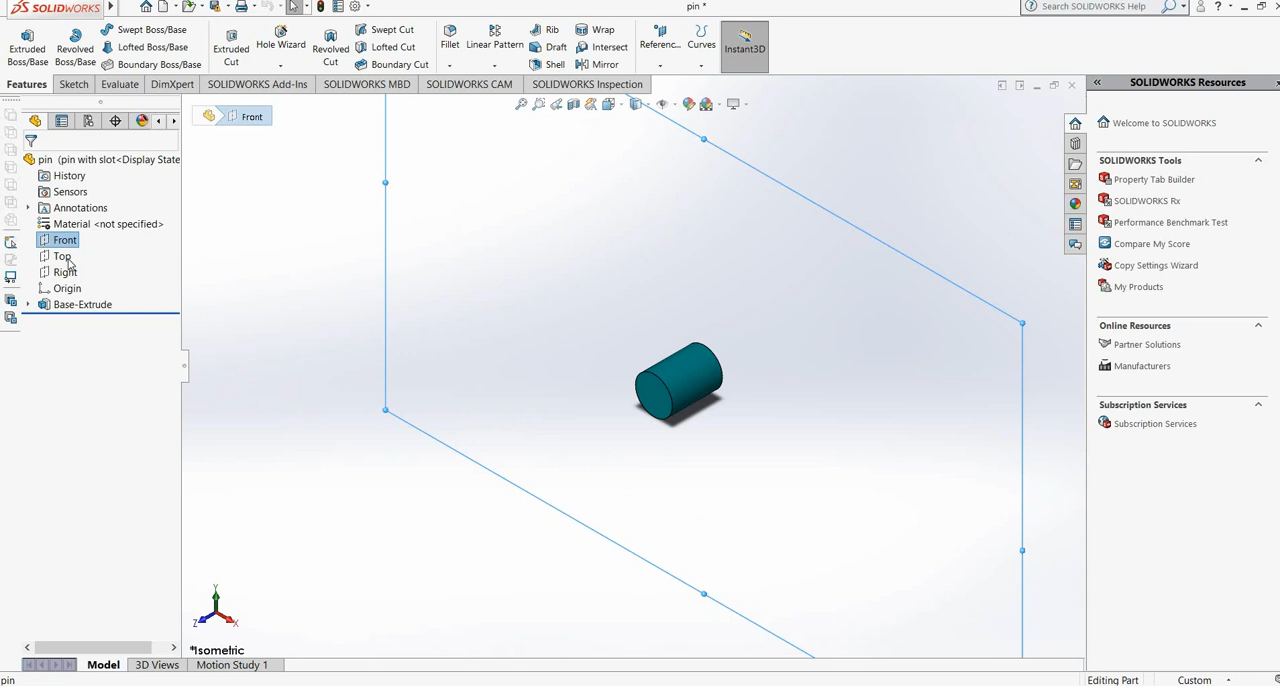 SOLIDWORKS
pin *
Search SOLIDWORKS Help
Extruded Boss/Base
Revolved Boss/Base
Swept Boss/Base
Lofted Boss/Base
Boundary Boss/Base
Extruded Cut
Hole Wizard
Revolved Cut
Swept Cut
Lofted Cut
Boundary Cut
Fillet
Linear Pattern
Rib
Draft
Shell
Wrap
Intersect
Mirror
Referenc...
Curves
Instant3D
Features
Sketch
Evaluate
DimXpert
SOLIDWORKS Add-Ins
SOLIDWORKS MBD
SOLIDWORKS CAM
SOLIDWORKS Inspection
SOLIDWORKS Resources
Front
pin (pin with slot<Display State
History
Sensors
Annotations
Material <not specified>
Front
Top
Right
Origin
Base-Extrude
Welcome to SOLIDWORKS
SOLIDWORKS Tools
Property Tab Builder
SOLIDWORKS Rx
Performance Benchmark Test
Compare My Score
Copy Settings Wizard
My Products
Online Resources
Partner Solutions
Manufacturers
Subscription Services
Subscription Services
Y
Z
X
*Isometric
Model
3D Views
Motion Study 1
pin
Editing Part
Custom